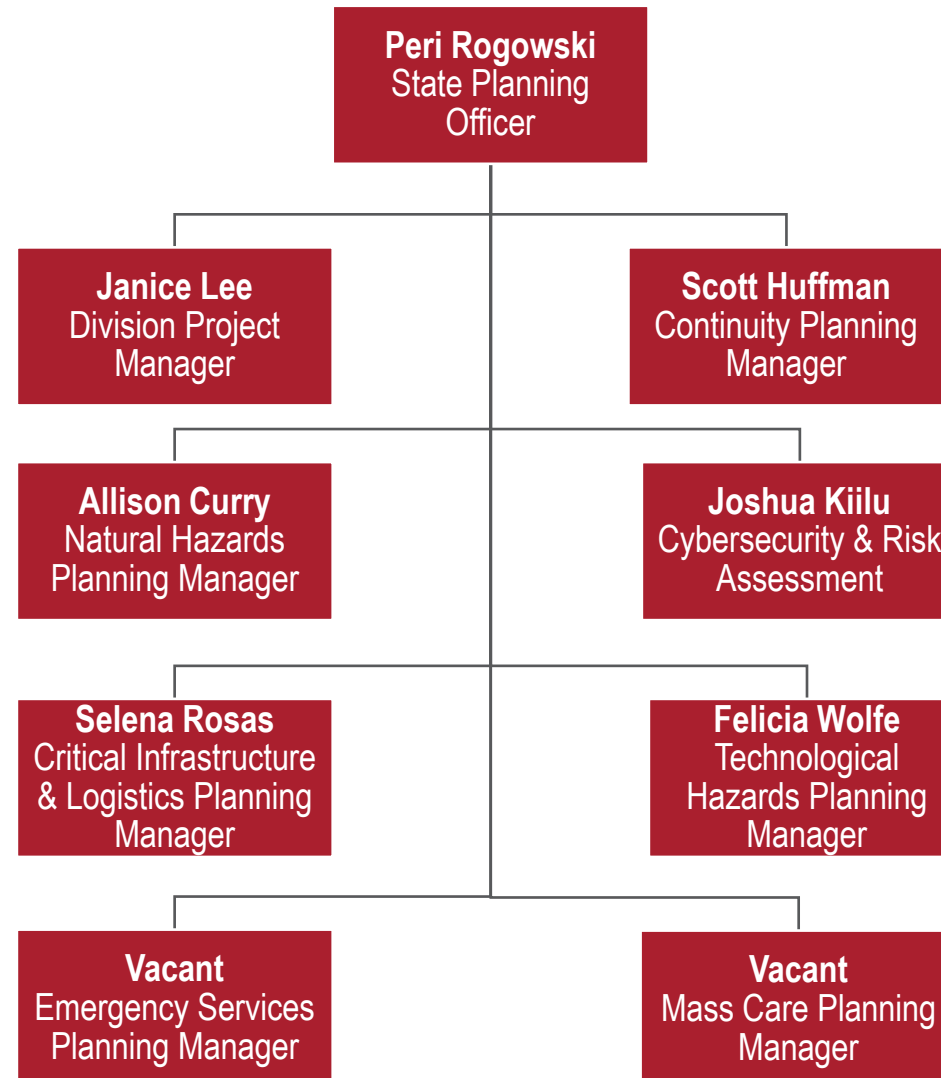 Peri Rogowski
State Planning
Officer
Janice Lee
Division Project
Manager
Scott Huffman
Continuity Planning
Manager
Allison Curry
Natural Hazards
Planning Manager
Joshua Kiilu
Cybersecurity & Risk
Assessment
Selena Rosas
Critical Infrastructure
& Logistics Planning
Manager
Felicia Wolfe
Technological
Hazards Planning
Manager
Vacant
Emergency Services
Planning Manager
Vacant
Mass Care Planning
Manager